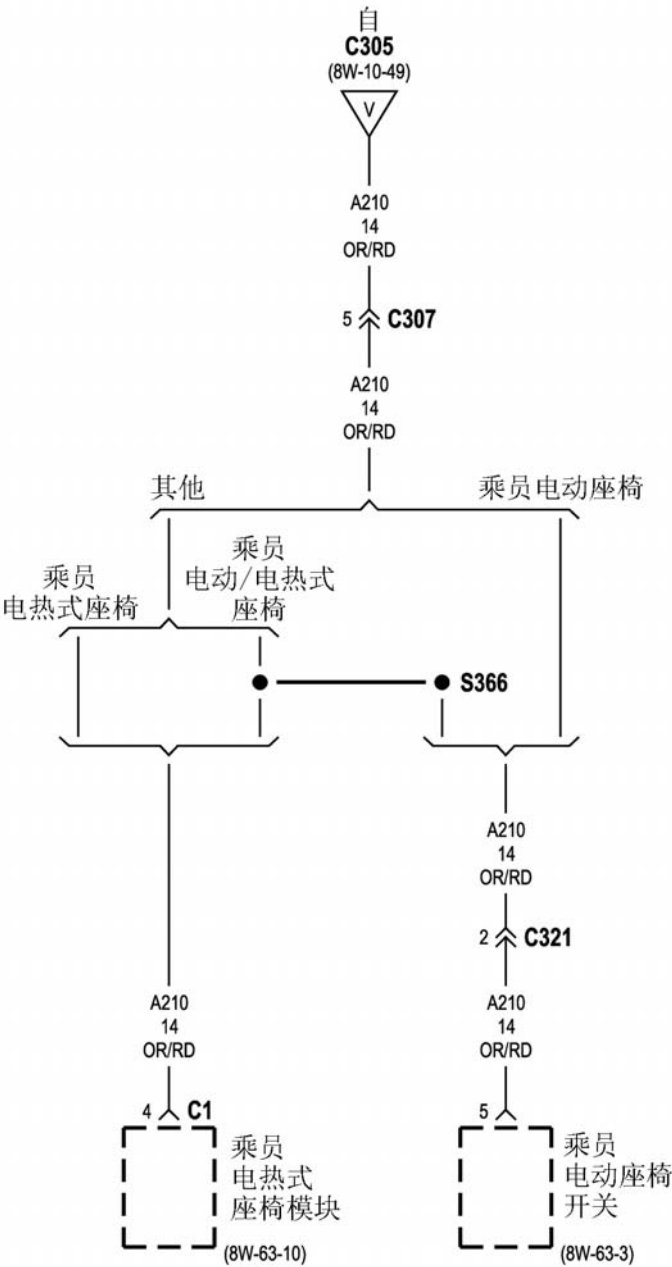 自
C305
(8W-10-49)
V
A210
14
OR/RD
5 C307
A210
14
OR/RD
其他
乘员电动座椅
乘员
电热式座椅
乘员
电动/电热式
座椅
S366
A210
14
OR/RD
2 C321
A210
14
OR/RD
A210
14
OR/RD
4 C1
5
乘员
电热式
座椅模块
(8W-63-10)
乘员
电动座椅
开关
(8W-63-3)